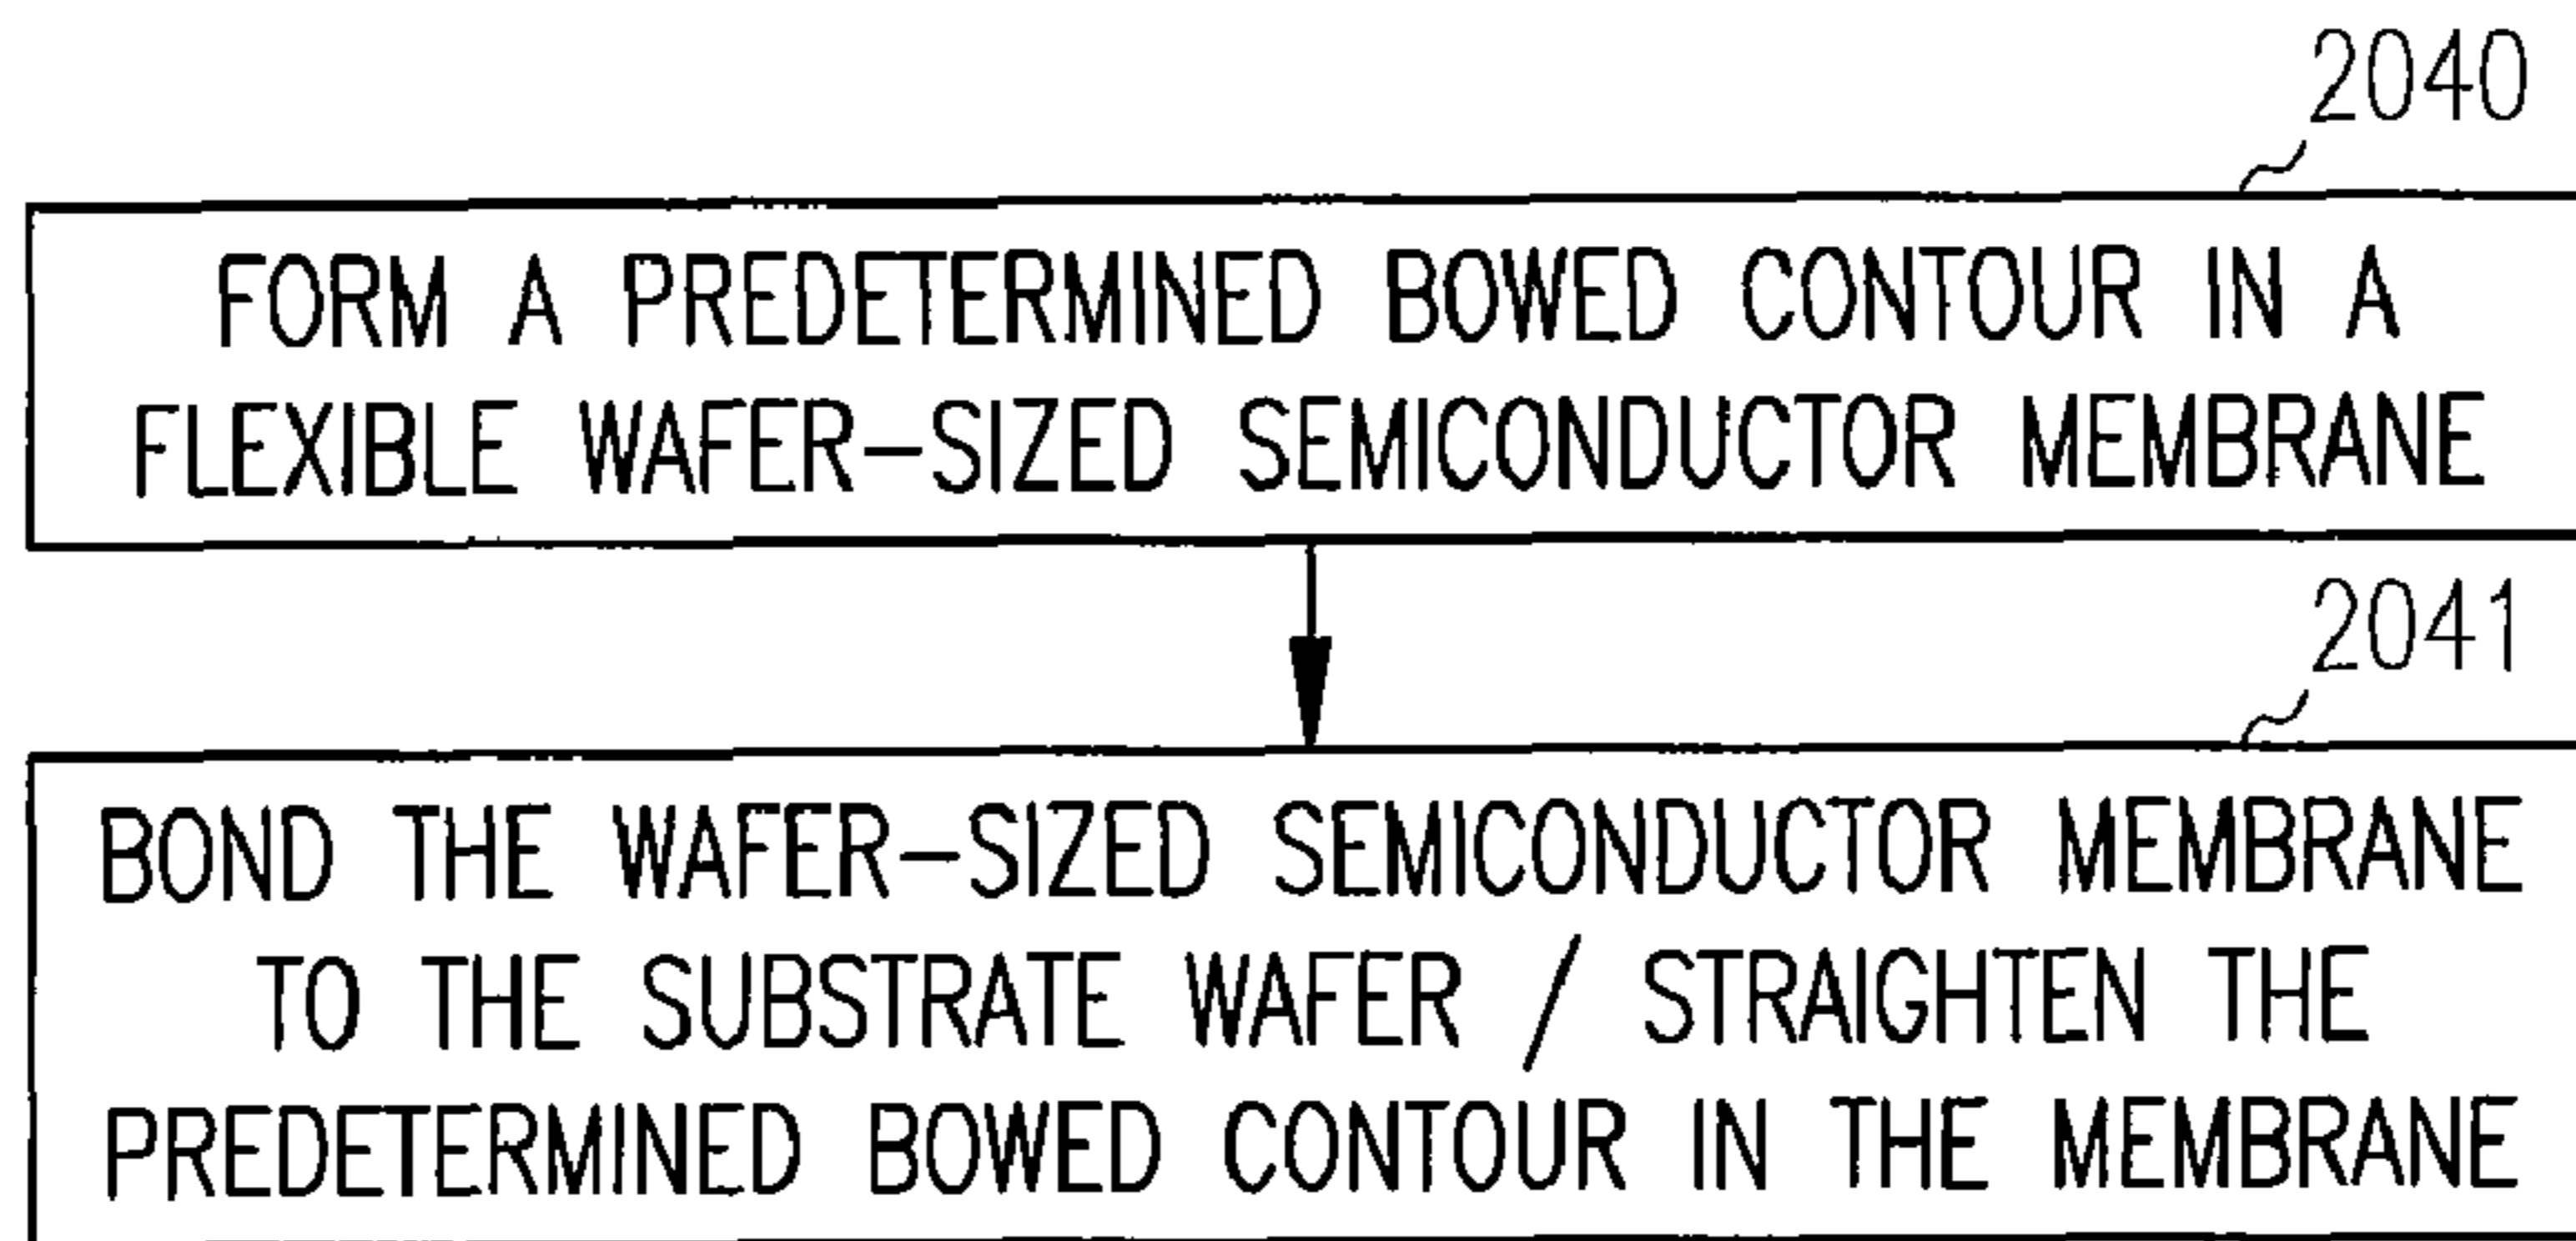 2040
FORM A PREDETERMINED BOWED CONTOUR IN A
FLEXIBLE WAFER-SIZED SEMICONDUCTOR MEMBRANE
2041
BOND THE WAFER-SIZED SEMICONDUCTOR MEMBRANE
TO THE SUBSTRATE WAFER / STRAIGHTEN THE
PREDETERMINED BOWED CONTOUR IN THE MEMBRANE